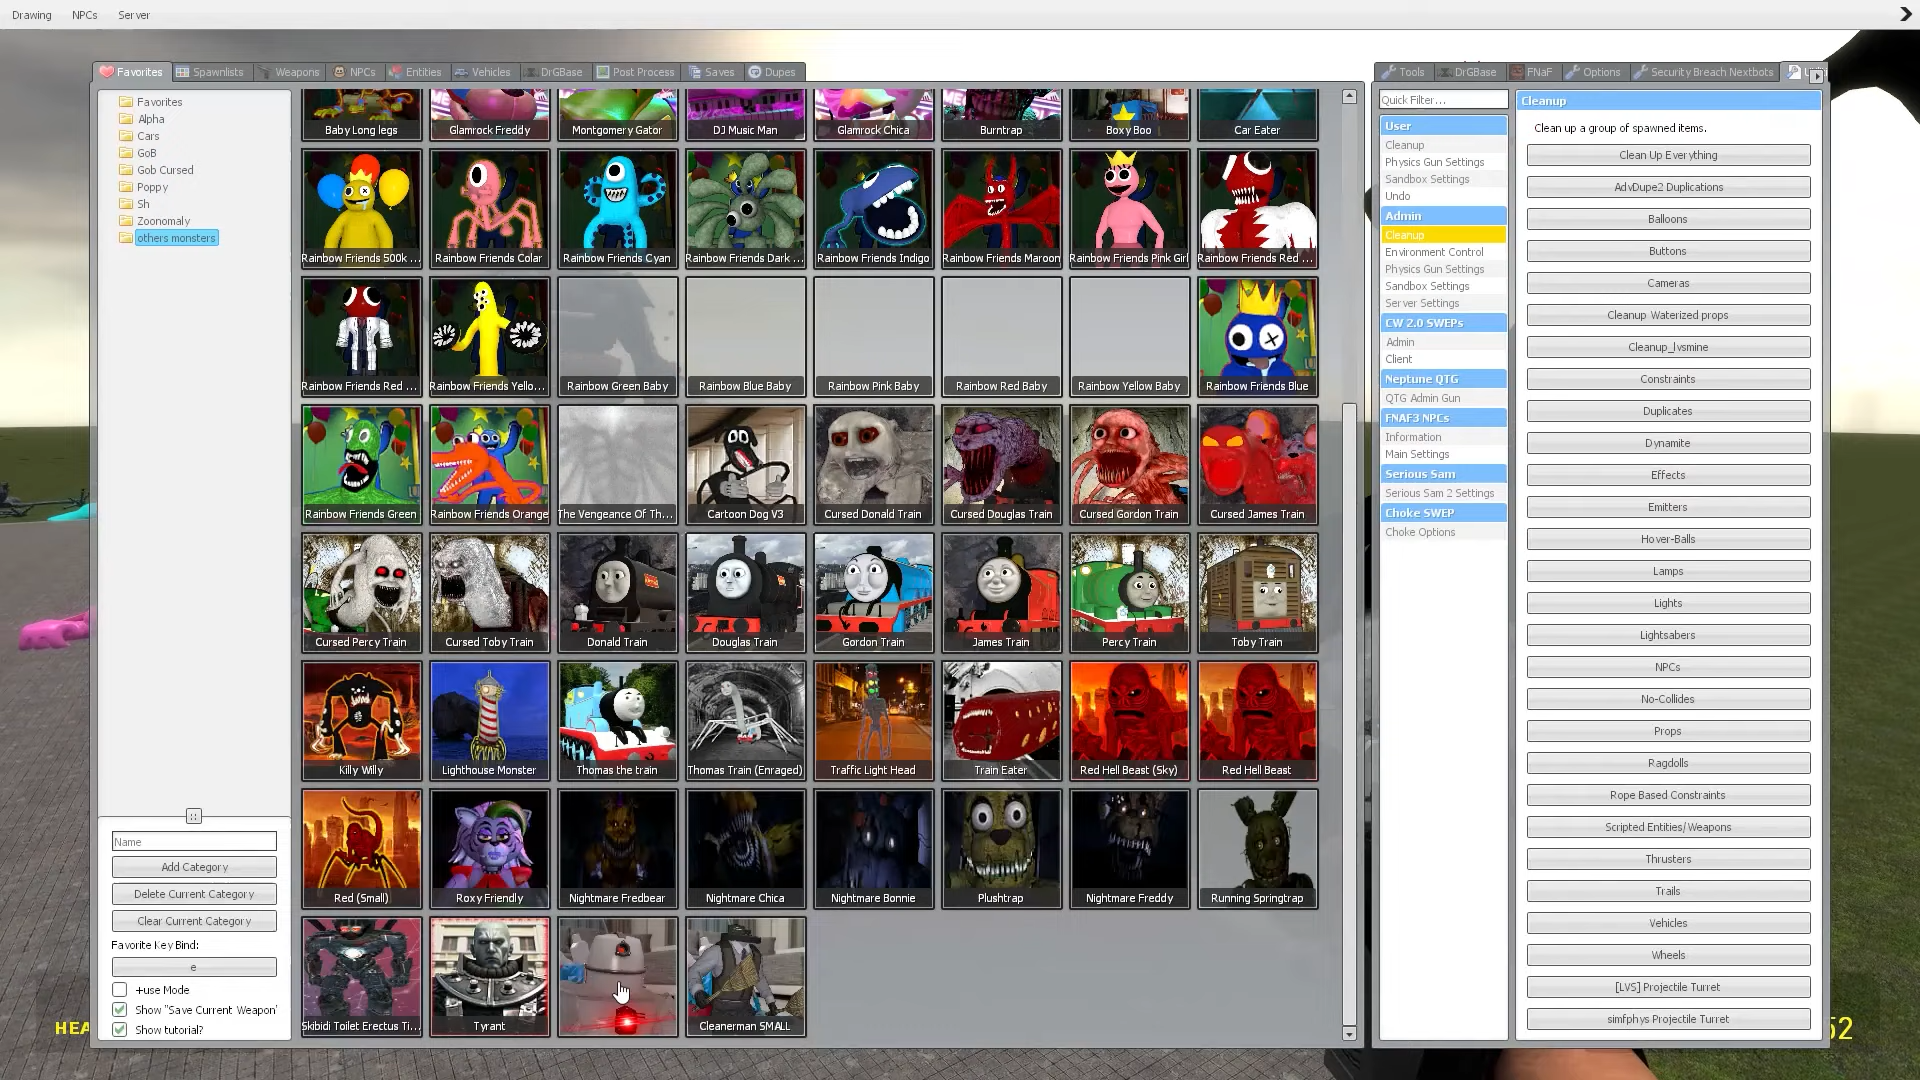 Drawing NPCs Server
Favorites Spawnlists Weapons NPCs Entities Vehicles DrGBase Post Process Saves Dupes
Favorites
Alpha
Cars
GoB
Gob Cursed
Poppy
Sh
Zoonomaly
others monsters
Name
Add Category
Delete Current Category
Clear Current Category
Favorite Key Bind:
e
+use Mode
Show "Save Current Weapon"
Show tutorial?
HEA
Baby Long legs Glamrock Freddy Montgomery Gator DJ Music Man Glamrock Chica Burntrap Boxy Boo Car Eater
Rainbow Friends 500k ... Rainbow Friends Colar Rainbow Friends Cyan Rainbow Friends Dark ... Rainbow Friends Indigo Rainbow Friends Maroon Rainbow Friends Pink Girl Rainbow Friends Red ...
Rainbow Friends Red ... Rainbow Friends Yello... Rainbow Green Baby Rainbow Blue Baby Rainbow Pink Baby Rainbow Red Baby Rainbow Yellow Baby Rainbow Friends Blue
Rainbow Friends Green Rainbow Friends Orange The Vengeance Of Th... Cartoon Dog V3 Cursed Donald Train Cursed Douglas Train Cursed Gordon Train Cursed James Train
Cursed Percy Train Cursed Toby Train Donald Train Douglas Train Gordon Train James Train Percy Train Toby Train
Killy Willy Lighthouse Monster Thomas the train Thomas Train (Enraged) Traffic Light Head Train Eater Red Hell Beast (Sky) Red Hell Beast
Red (Small) Roxy Friendly Nightmare Fredbear Nightmare Chica Nightmare Bonnie Plushtrap Nightmare Freddy Running Springtrap
Skibidi Toilet Erectus Ti... Tyrant Cleanerman SMALL
Tools DrGBase FNaF Options Security Breach Nextbots
Quick Filter...
User
Cleanup
Physics Gun Settings
Sandbox Settings
Undo
Admin
Cleanup
Environment Control
Physics Gun Settings
Sandbox Settings
Server Settings
CW 2.0 SWEPs
Admin
Client
Neptune QTG
QTG Admin Gun
FNAF3 NPCs
Information
Main Settings
Serious Sam
Serious Sam 2 Settings
Choke SWEP
Choke Options
Cleanup
Clean up a group of spawned items.
Clean Up Everything
AdvDupe2 Duplications
Balloons
Buttons
Cameras
Cleanup Waterized props
Cleanup_lvsmine
Constraints
Duplicates
Dynamite
Effects
Emitters
Hover-Balls
Lamps
Lights
Lightsabers
NPCs
No-Collides
Props
Ragdolls
Rope Based Constraints
Scripted Entities/Weapons
Thrusters
Trails
Vehicles
Wheels
[LVS] Projectile Turret
simfphys Projectile Turret
52